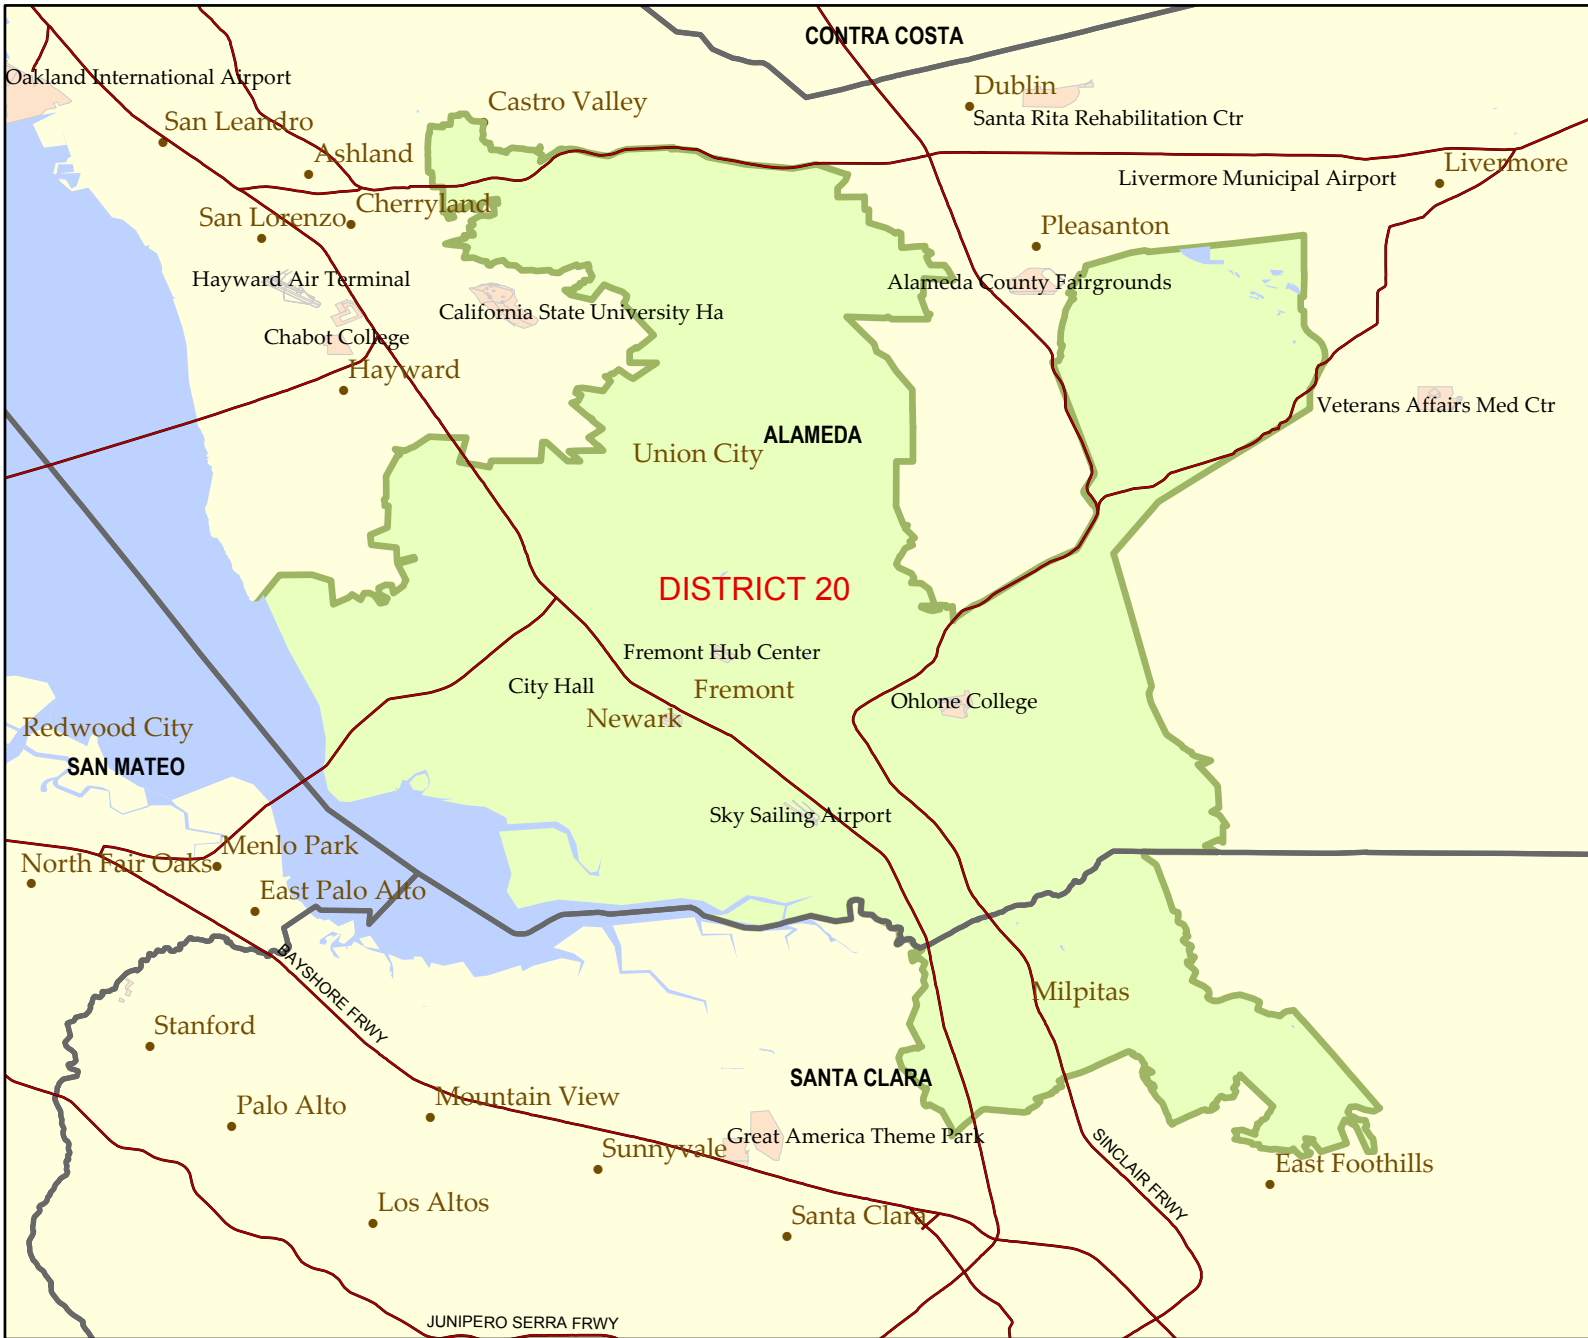 CONTRA COSTA
Oakland International Airport
Dublin
Castro Valley
Santa Rita Rehabilitation Ctr
San Leandro
Ashland
Livermore
Livermore Municipal Airport
Cherryland
San Lorenzo
Pleasanton
Hayward Air Terminal
Alameda County Fairgrounds
California State University Ha
Chabot College
Hayward
Veterans Affairs Med Ctr
ALAMEDA
Union City
DISTRICT 20
Fremont Hub Center
City Hall
Fremont
Ohlone College
Newark
Redwood City
SAN MATEO
Sky Sailing Airport
Menlo Park
North Fair Oaks
East Palo Alto
BAYSHORE FRWY
Milpitas
Stanford
SANTA CLARA
Mountain View
Palo Alto
Great America Theme Park
Sunnyvale
SINCLAIR FRWY
East Foothills
Los Altos
Santa Clara
JUNIPERO SERRA FRWY